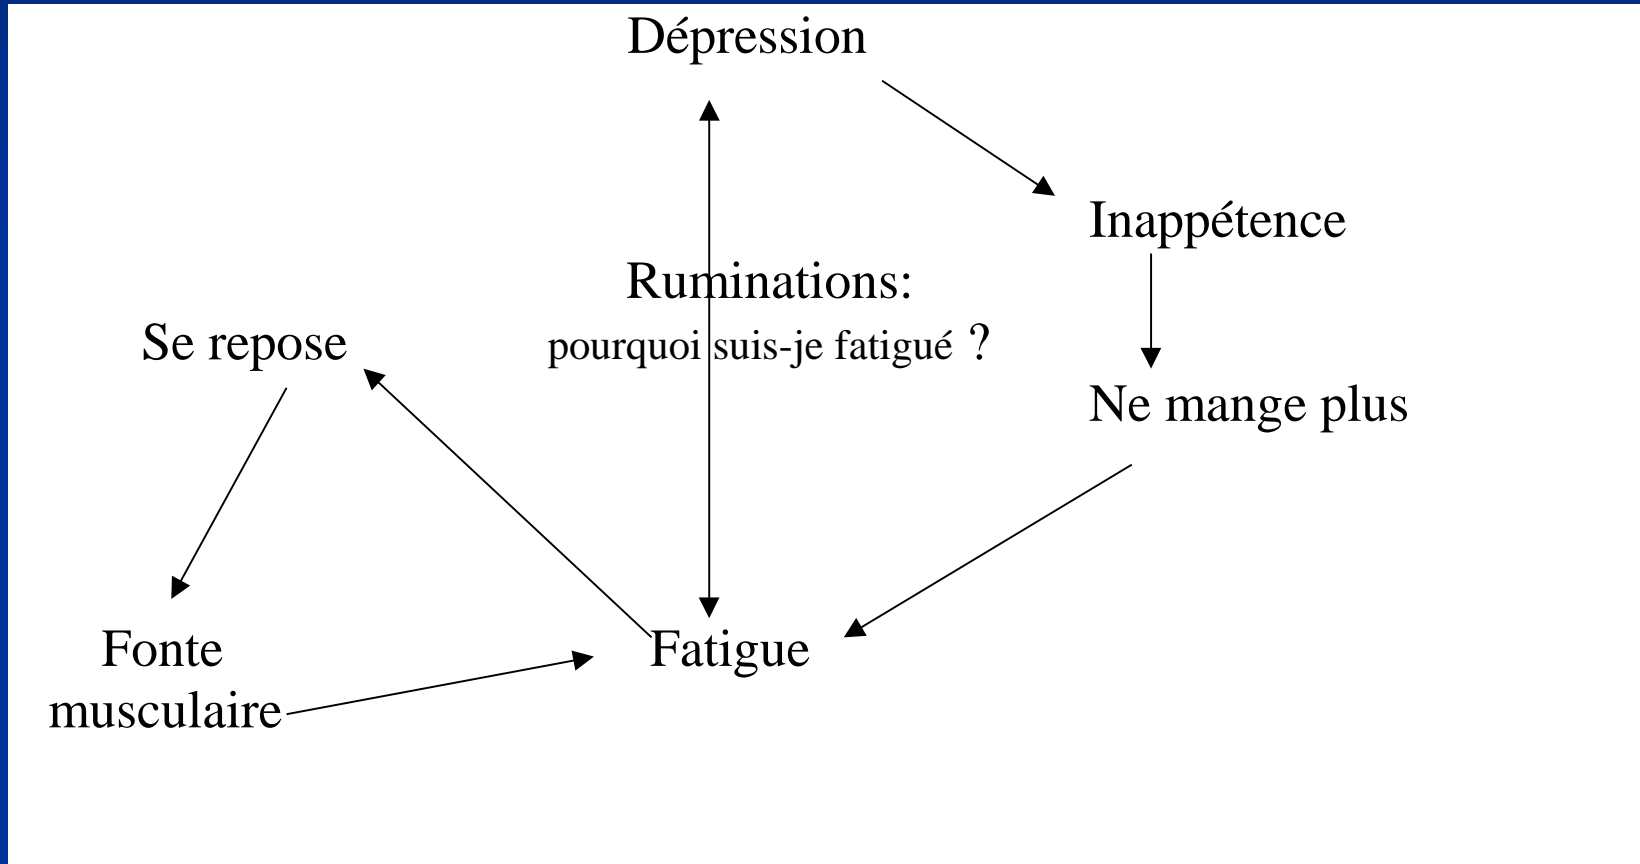 Dépression
Inappétence
Ruminations:
pourquoi suis-je fatigué ?
Se repose
Ne mange plus
Fonte
musculaire
Fatigue